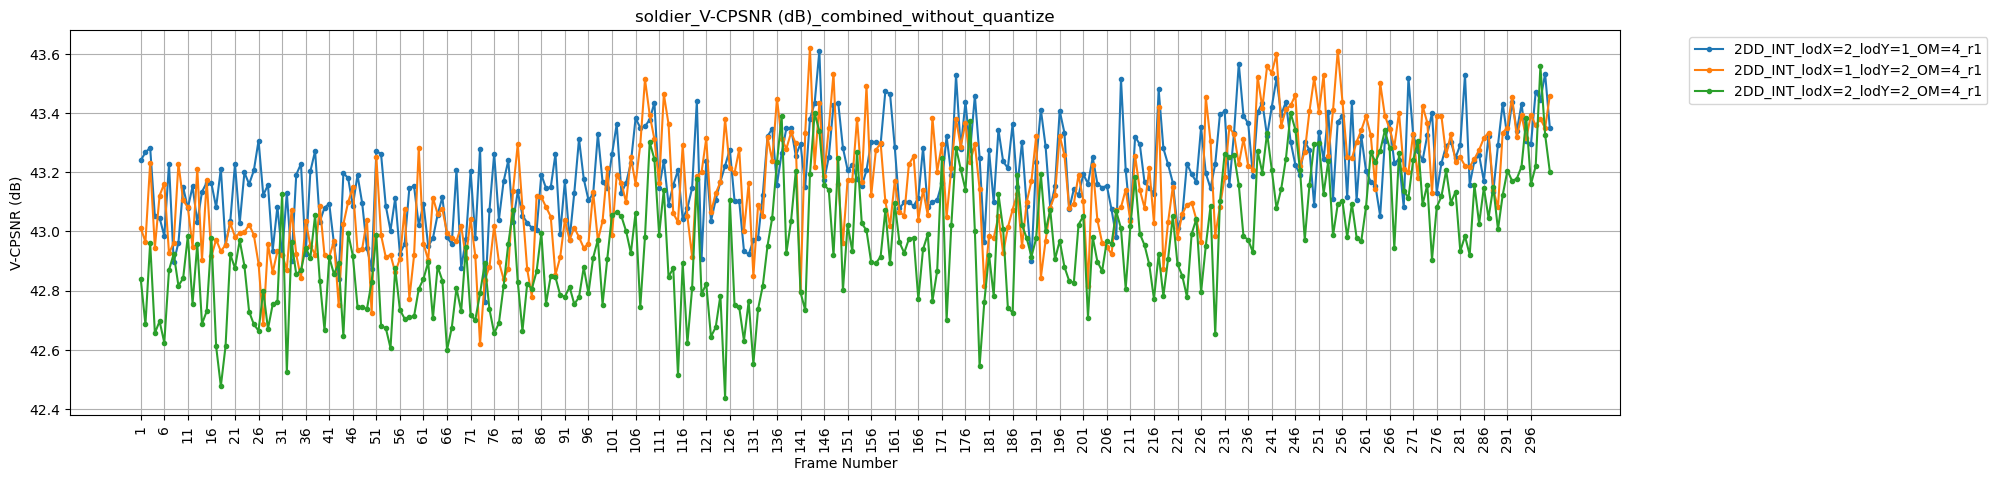 soldier_V-CPSNR (dB)_combined_without_quantize
V-CPSNR (dB)
43.6
43.4
43.2
43.0
42.8
42.6
42.4
1 6 11 16 21 26 31 36 41 46 51 56 61 66 71 76 81 86 91 96 101 106 111 116 121 126 131 136 141 146 151 156 161 166 171 176 181 186 191 196 201 206 211 216 221 226 231 236 241 246 251 256 261 266 271 276 281 286 291 296
Frame Number
2DD_INT_lodX=2_lodY=1_OM=4_r1
2DD_INT_lodX=1_lodY=2_OM=4_r1
2DD_INT_lodX=2_lodY=2_OM=4_r1